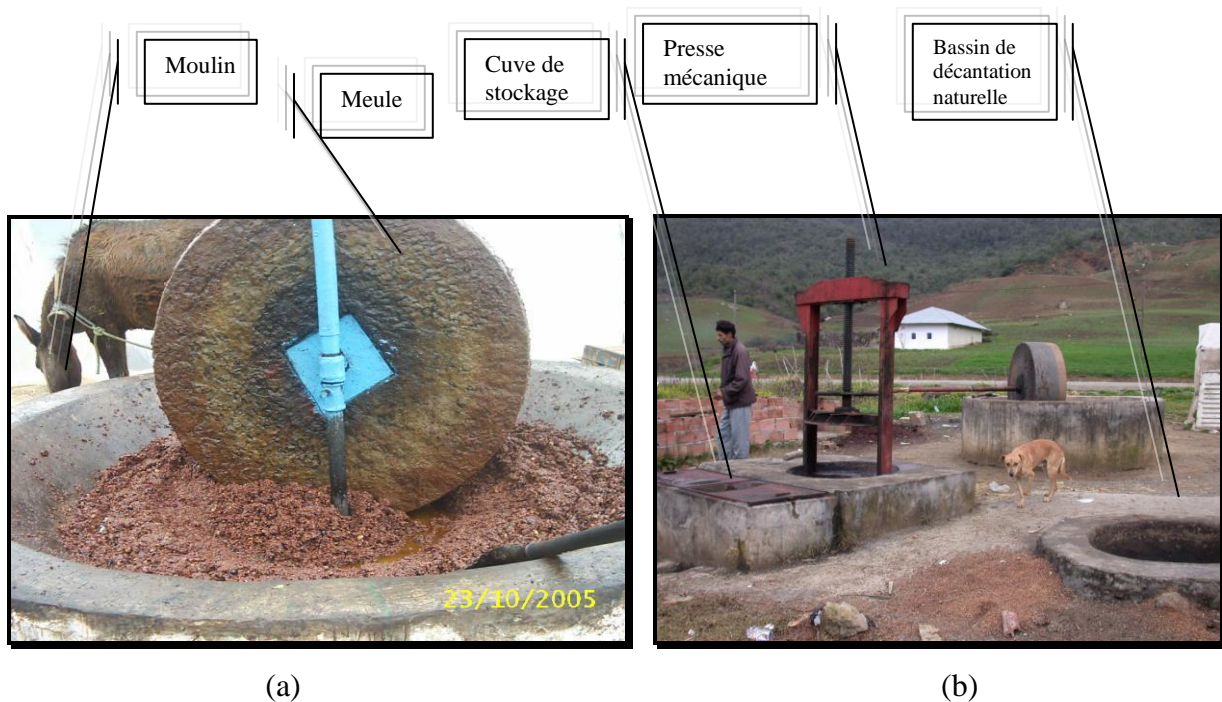 Moulin
Meule
Cuve de
stockage
Presse
mécanique
Bassin de
décantation
naturelle
23/10/2005
(a)
(b)